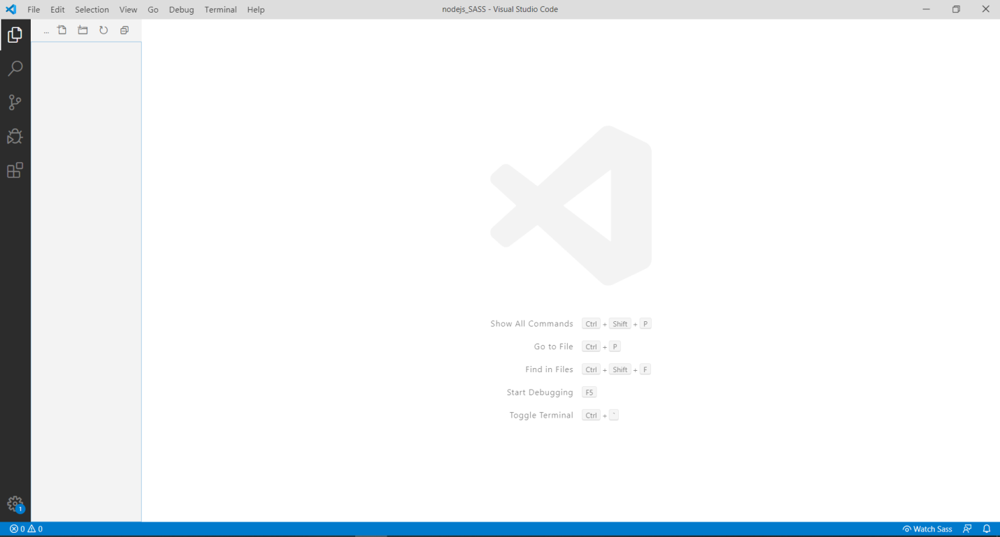 File Edit Selection View Go Debug Terminal Help nodejs_SASS - Visual Studio Code
...
Show All Commands Ctrl + Shift + P
Go to File Ctrl + P
Find in Files Ctrl + Shift + F
Start Debugging F5
Toggle Terminal Ctrl + `
1
0 0 Watch Sass